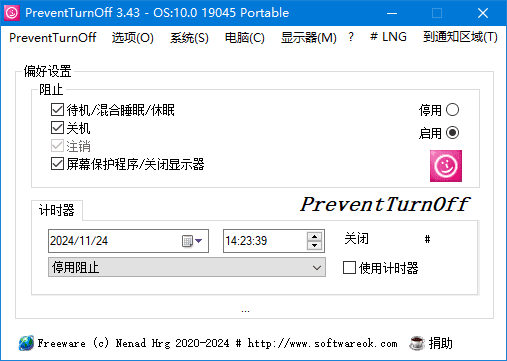 PreventTurnOff 3.43 - OS:10.0 19045 Portable
PreventTurnOff 选项(O) 系统(S) 电脑(C) 显示器(M) ? # LNG 到通知区域(T)
偏好设置
阻止
待机/混合睡眠/休眠 停用
关机 启用
注销
屏幕保护程序/关闭显示器
PreventTurnOff
计时器
2024/11/24 14:23:39 关闭 #
停用阻止 使用计时器
...
Freeware (c) Nenad Hrg 2020-2024 # http://www.softwareok.com 捐助